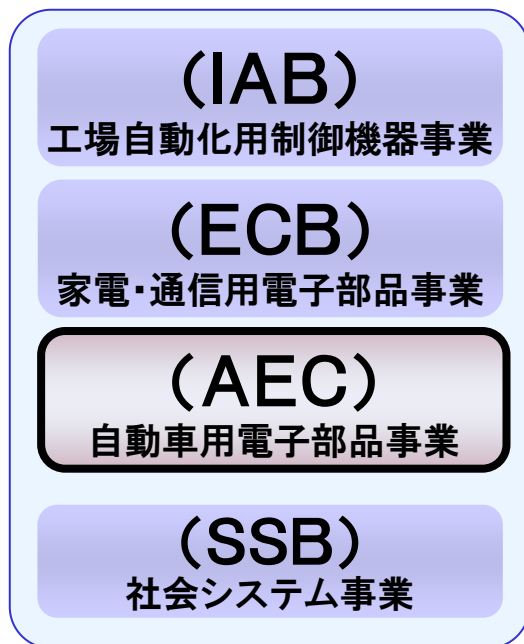 （IAB）
工場自動化用制御機器事業
（ECB）
家電・通信用電子部品事業
（AEC）
自動車用電子部品事業
（SSB）
社会システム事業